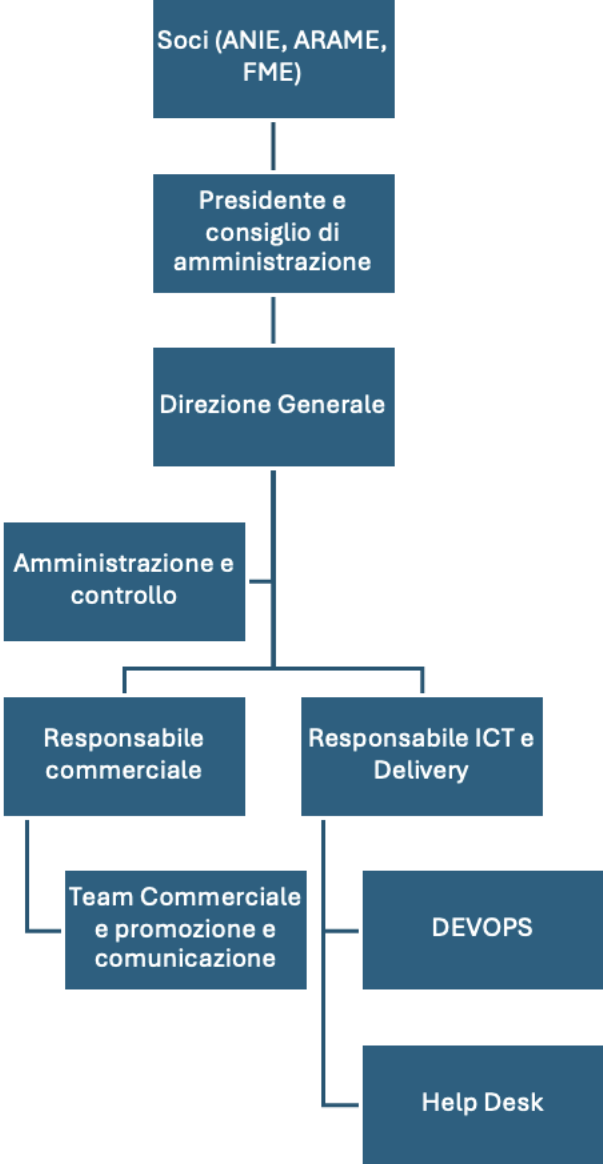 Soci (ANIE, ARAME,
FME)
Presidente e
consiglio di
amministrazione
Direzione Generale
Amministrazione e
controllo
Responsabile
commerciale
Responsabile ICT e
Delivery
Team Commerciale
e promozione e
comunicazione
DEVOPS
Help Desk